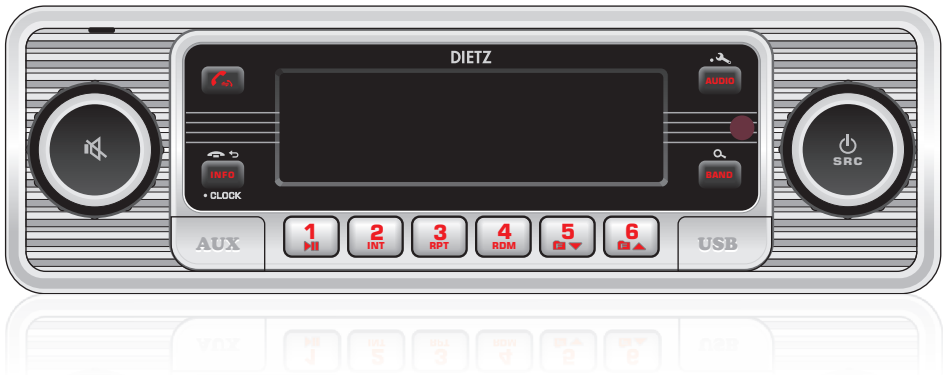 DIETZ
AUDIO
SRC
INFO
BAND
• CLOCK
AUX
1
2
3
4
5
6
INT
RPT
RDM
USB